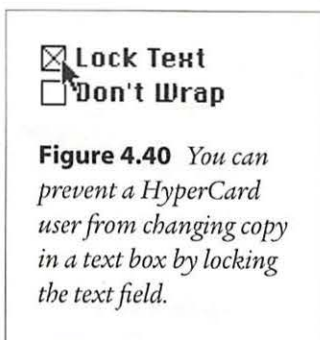 Lock Text
Don't Wrap
Figure 4.40 You can
prevent a HyperCard
user from changing copy
in a text box by locking
the text field.